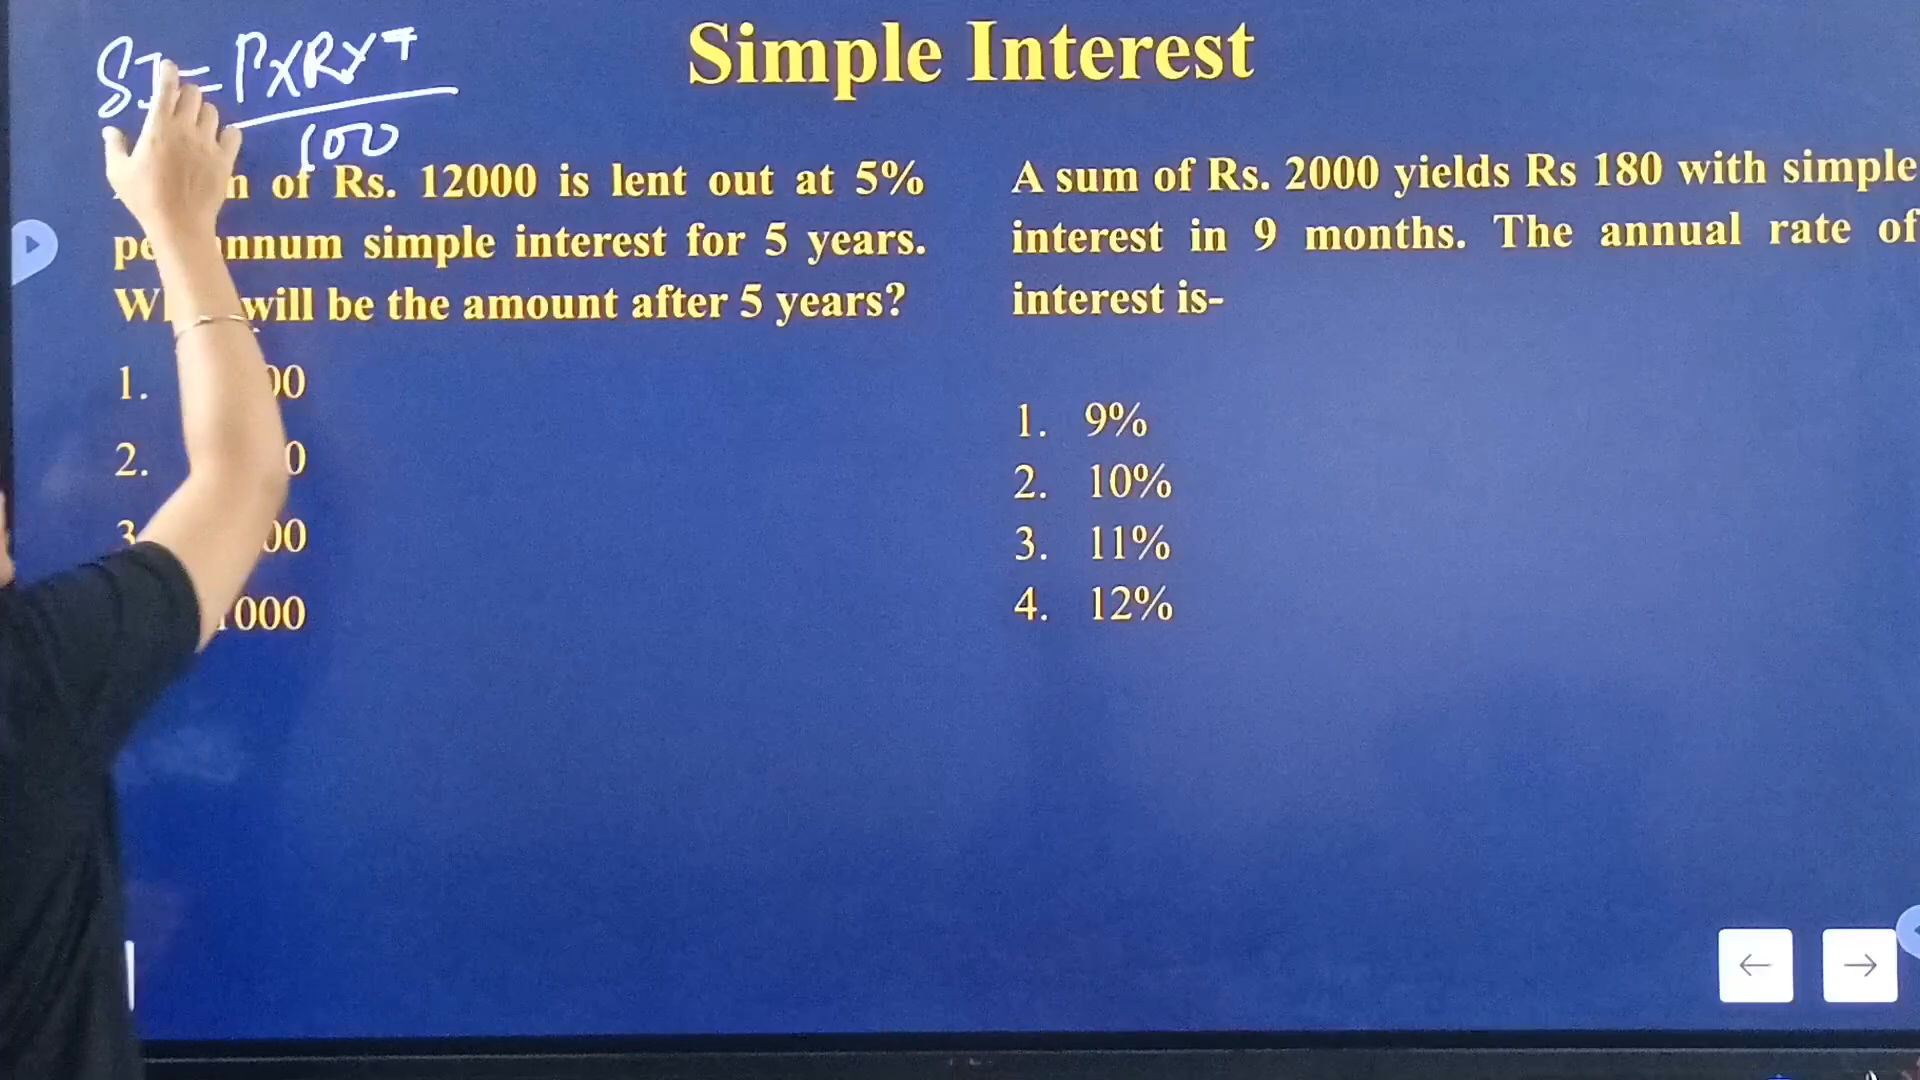 Simple Interest
SI = P×R×T
100
of Rs. 12000 is lent out at 5%
simple interest for 5 years.
will be the amount after 5 years?
1.
2.
3.
A sum of Rs. 2000 yields Rs 180 with simple
interest in 9 months. The annual rate of
interest is-
1. 9%
2. 10%
3. 11%
4. 12%